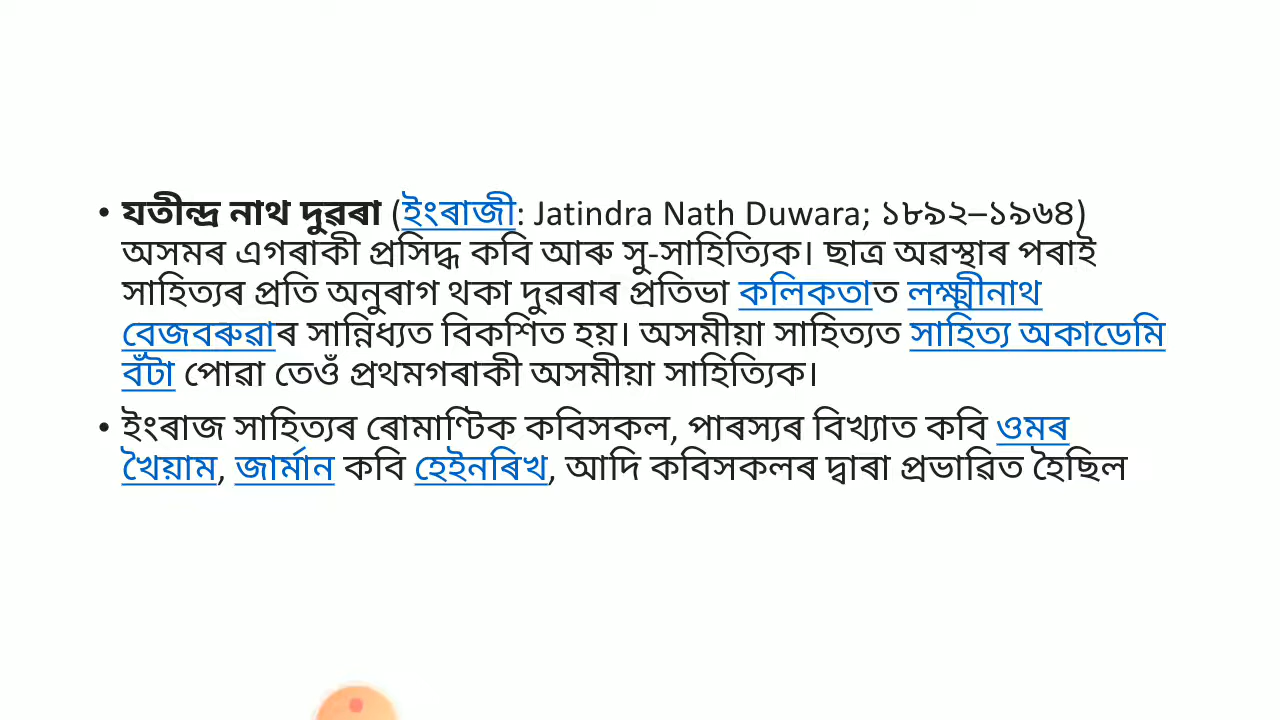 • যতীন্দ্ৰ নাথ দুৱৰা (ইংৰাজী: Jatindra Nath Duwara; ১৮৯২–১৯৬৪)
অসমৰ এগৰাকী প্ৰসিদ্ধ কবি আৰু সু-সাহিত্যিক। ছাত্ৰ অৱস্থাৰ পৰাই
সাহিত্যৰ প্ৰতি অনুৰাগ থকা দুৱৰাৰ প্ৰতিভা কলিকতাত লক্ষ্মীনাথ
বেজবৰুৱাৰ সান্নিধ্যত বিকশিত হয়। অসমীয়া সাহিত্যত সাহিত্য অকাডেমি
বঁটা পোৱা তেওঁ প্ৰথমগৰাকী অসমীয়া সাহিত্যিক।
• ইংৰাজ সাহিত্যৰ ৰোমাণ্টিক কবিসকল, পাৰস্যৰ বিখ্যাত কবি ওমৰ
খৈয়াম, জাৰ্মান কবি হেইনৰিখ, আদি কবিসকলৰ দ্বাৰা প্ৰভাৱিত হৈছিল